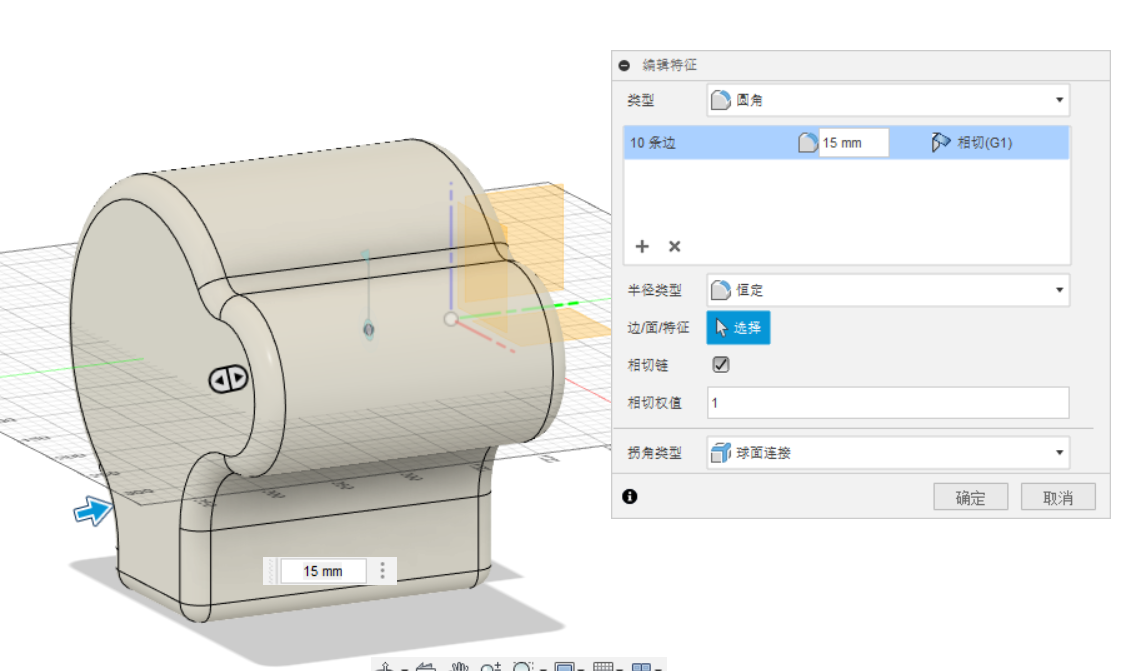 编辑特征
类型 圆角
10 条边 15 mm 相切(G1)
半径类型 恒定
边/面/特征 选择
相切链
相切权值 1
拐角类型 球面连接
确定 取消
15 mm